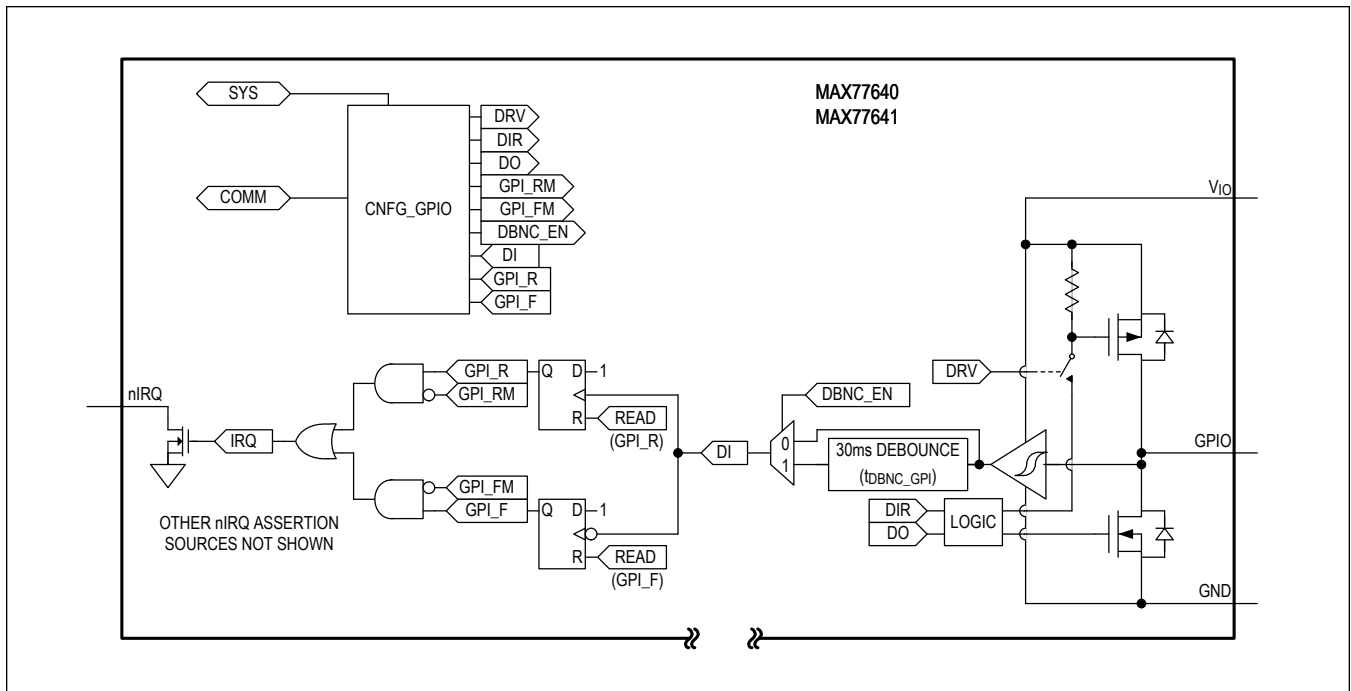 MAX77640
MAX77641
SYS
COMM
CNFG_GPIO
DRV
DIR
DO
GPI_RM
GPI_FM
DBNC_EN
DI
GPI_R
GPI_F
VIO
nIRQ
IRQ
GPI_R
GPI_RM
Q
D
1
R
READ
(GPI_R)
GPI_FM
GPI_F
Q
D
1
R
READ
(GPI_F)
OTHER nIRQ ASSERTION
SOURCES NOT SHOWN
DI
DBNC_EN
0
1
30ms DEBOUNCE
(tDBNC_GPI)
DRV
DIR
DO
LOGIC
GPIO
GND